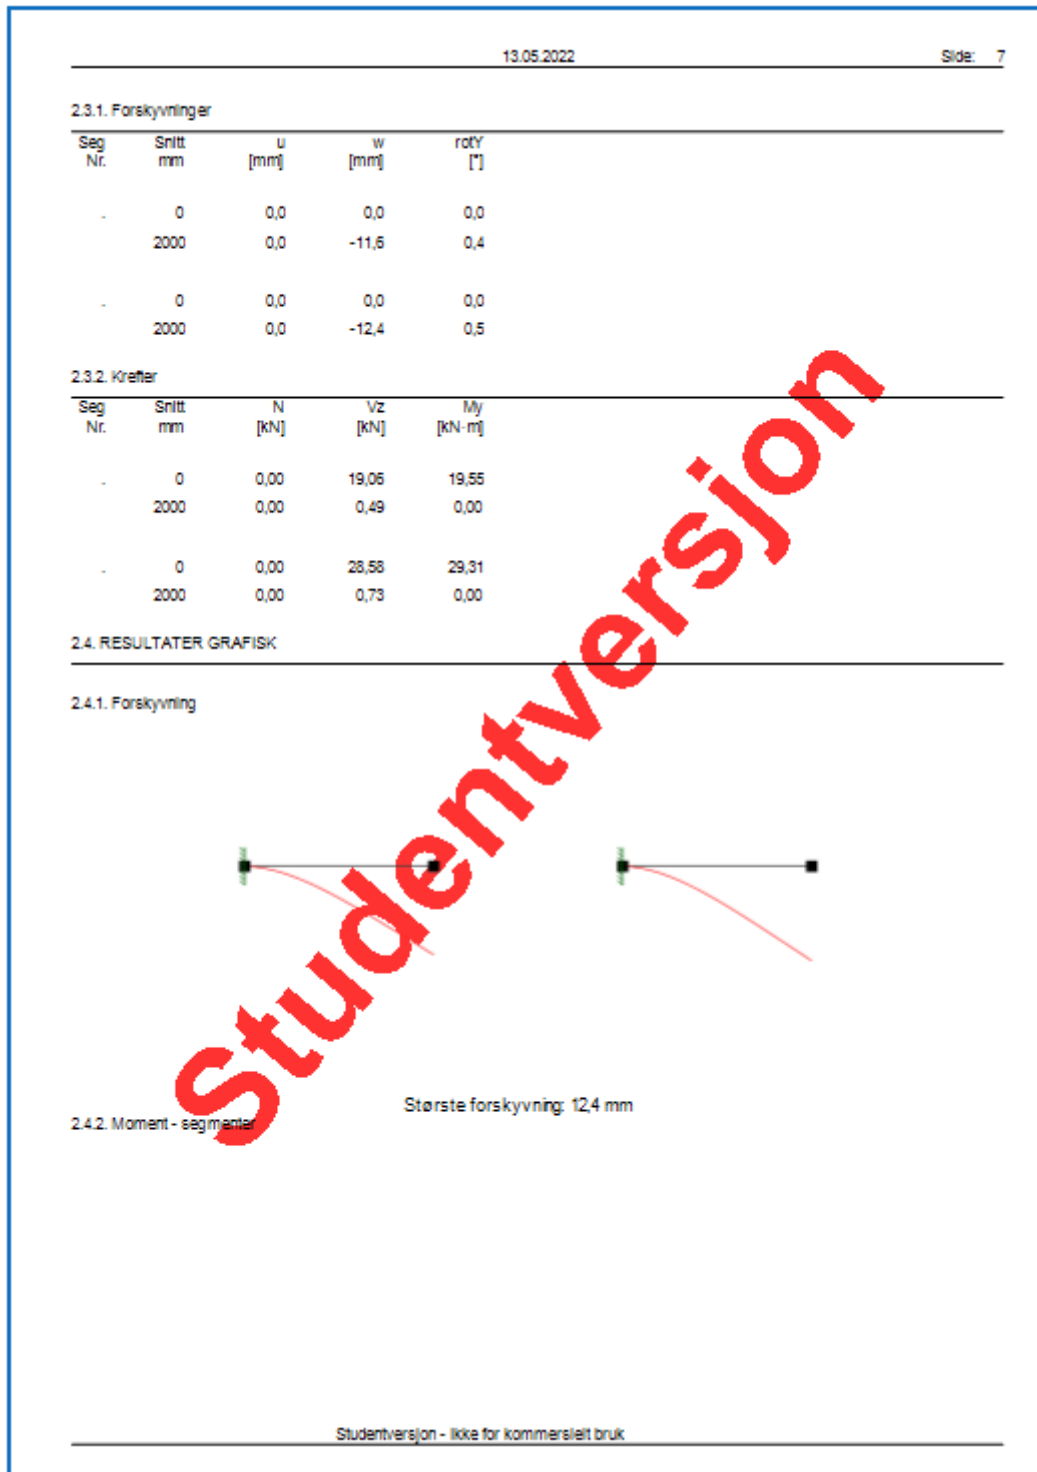 13.05.2022 Side: 7
2.3.1. Forskyvninger
Seg Snitt u w rotY
Nr. mm [mm] [mm] [°]
. 0 0,0 0,0 0,0
2000 0,0 -11,6 0,4
. 0 0,0 0,0 0,0
2000 0,0 -12,4 0,5
2.3.2. Krefter
Seg Snitt N Vz My
Nr. mm [kN] [kN] [kN·m]
. 0 0,00 19,06 19,55
2000 0,00 0,49 0,00
. 0 0,00 28,58 29,31
2000 0,00 0,73 0,00
2.4. RESULTATER GRAFISK
2.4.1. Forskyvning
Studentversjon
Største forskyvning: 12,4 mm
2.4.2. Moment - segmenter
Studentversjon - Ikke for kommersielt bruk